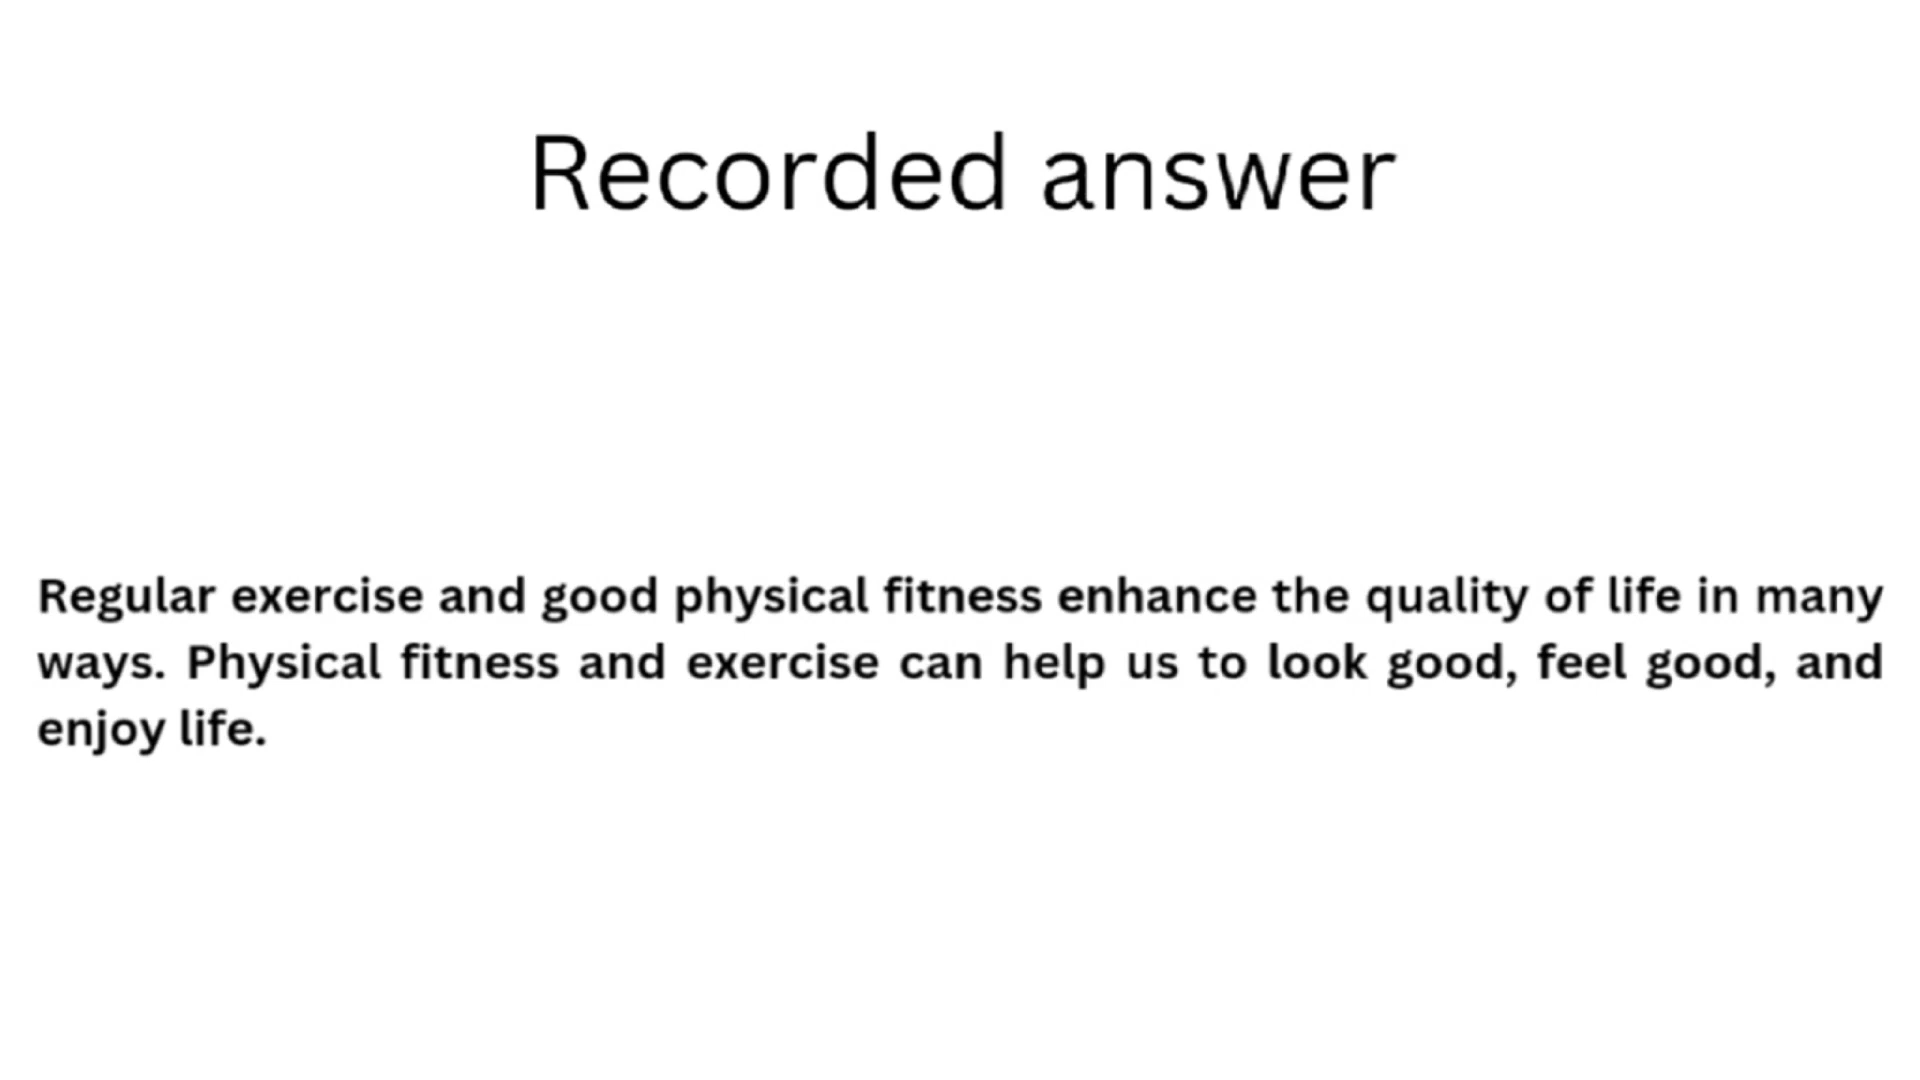 Recorded answer
Regular exercise and good physical fitness enhance the quality of life in many
ways. Physical fitness and exercise can help us to look good, feel good, and
enjoy life.